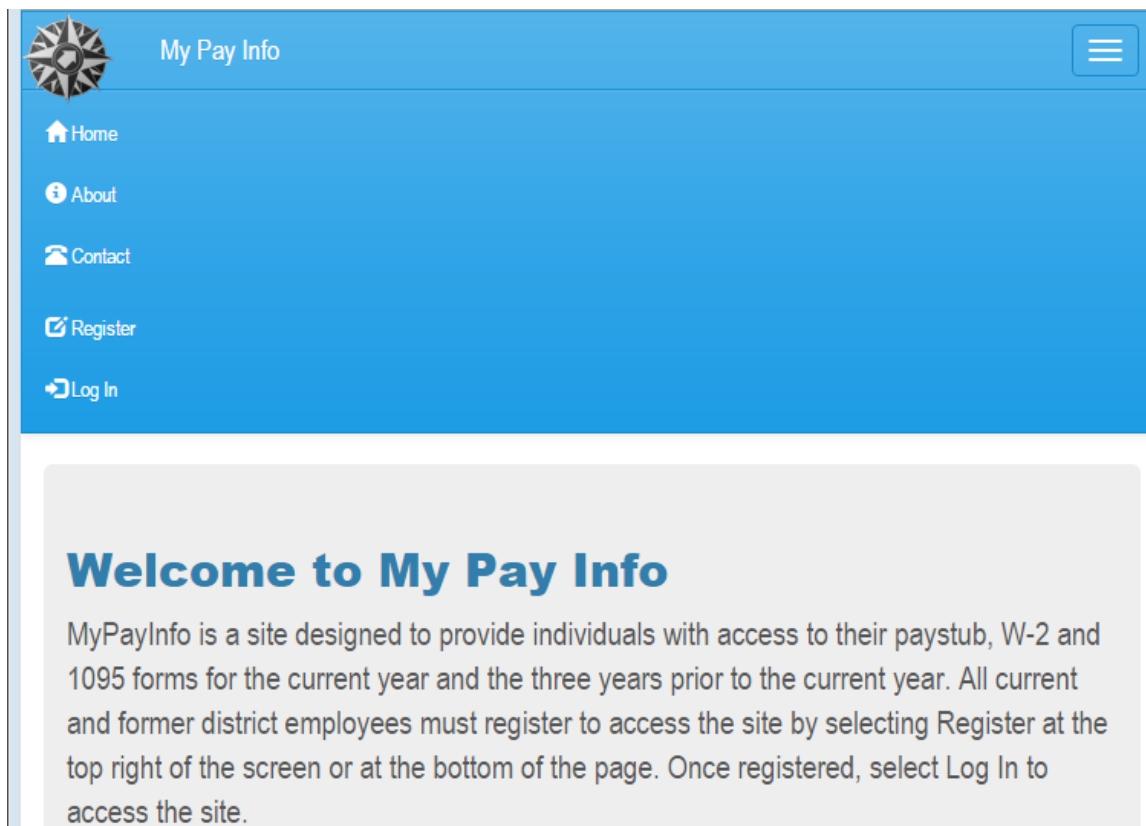 My Pay Info
Home
About
Contact
Register
Log In
Welcome to My Pay Info
MyPayInfo is a site designed to provide individuals with access to their paystub, W-2 and
1095 forms for the current year and the three years prior to the current year. All current
and former district employees must register to access the site by selecting Register at the
top right of the screen or at the bottom of the page. Once registered, select Log In to
access the site.